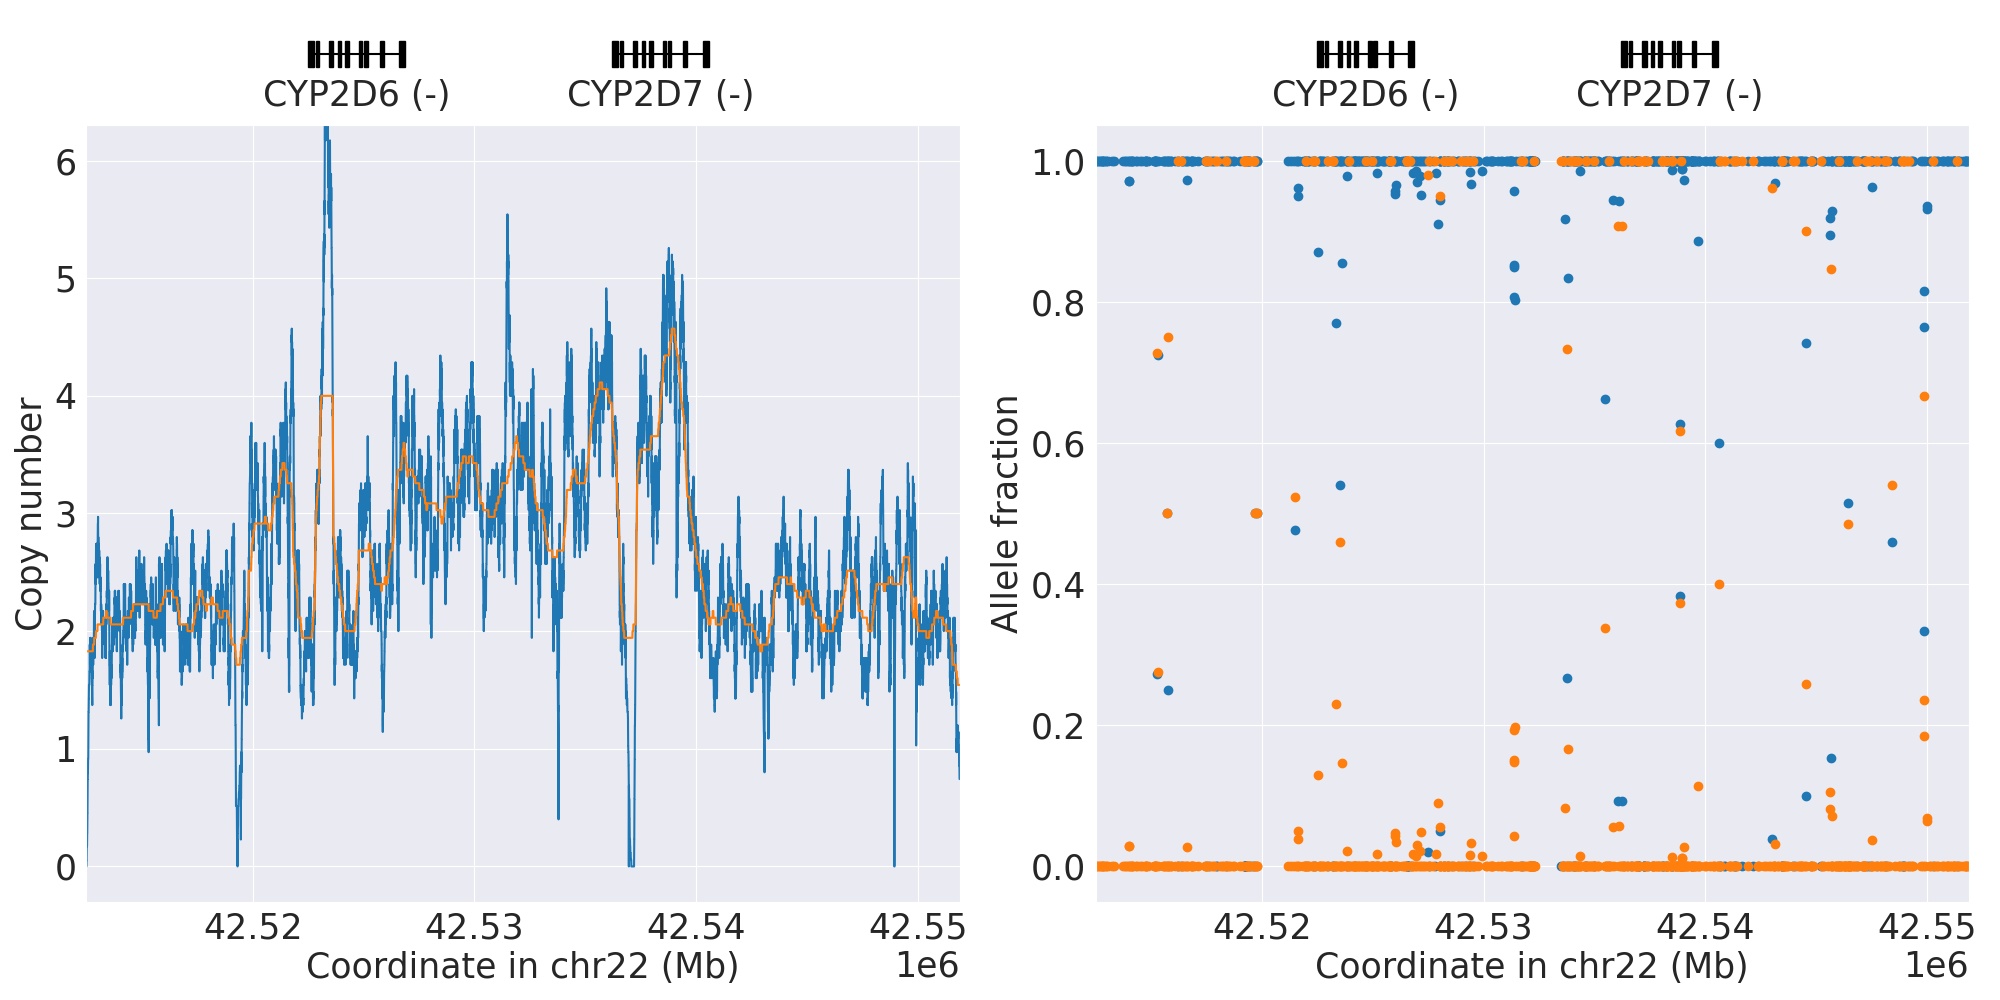 CYP2D6 (-) CYP2D7 (-)
Copy number
6
5
4
3
2
1
0
42.52 42.53 42.54 42.55
Coordinate in chr22 (Mb)
1e6
CYP2D6 (-) CYP2D7 (-)
Allele fraction
1.0
0.8
0.6
0.4
0.2
0.0
42.52 42.53 42.54 42.55
Coordinate in chr22 (Mb)
1e6